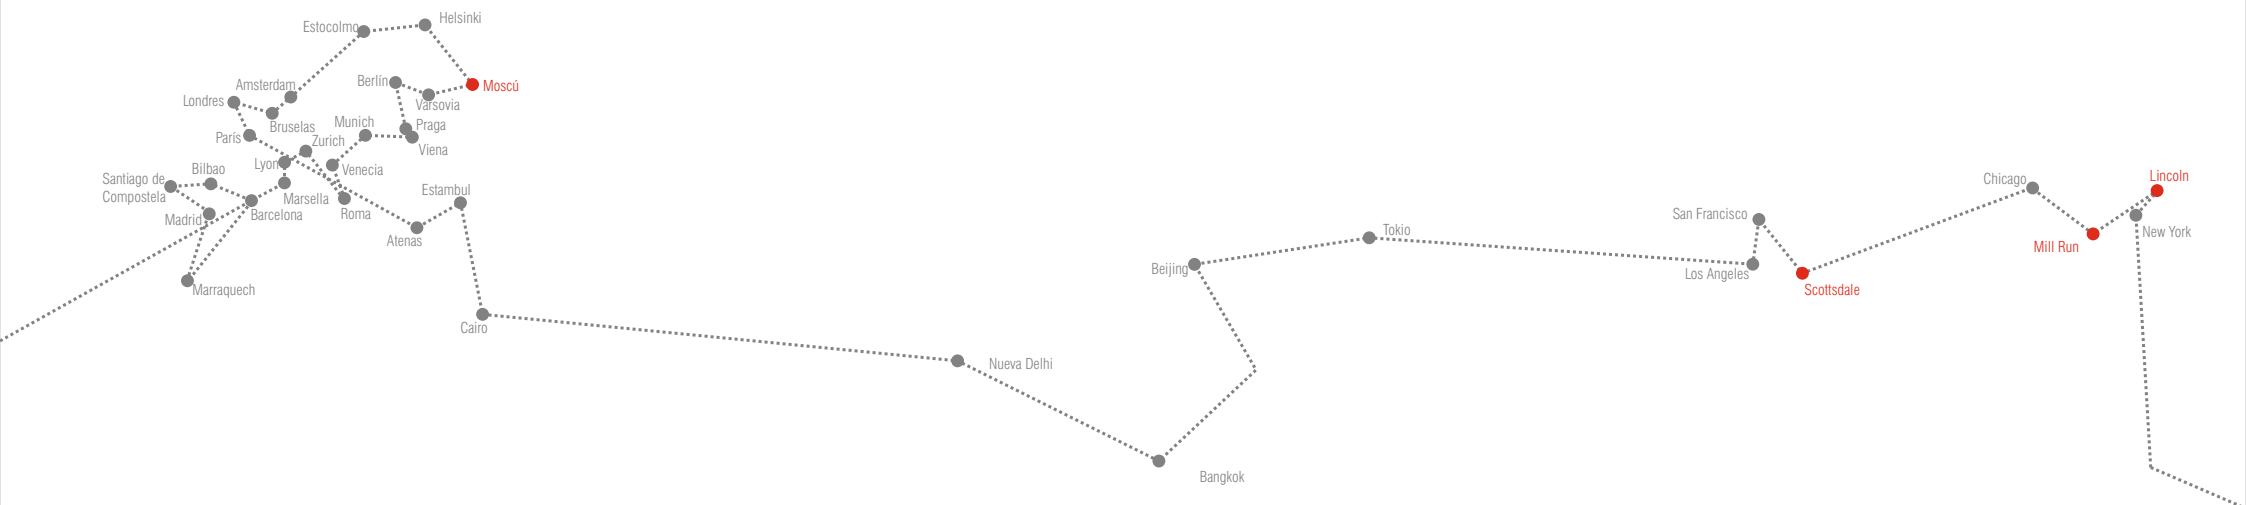 Helsinki
Estocolmo
Berlín
Moscú
Amsterdam
Londres
Varsovia
Bruselas
Munich
Praga
París
Zurich
Viena
Lyon
Bilbao
Venecia
Santiago de
Compostela
Estambul
Marsella
Madrid
Barcelona
Roma
Atenas
Marraquech
Cairo
Nueva Delhi
Bangkok
Beijing
Tokio
San Francisco
Los Angeles
Scottsdale
Chicago
Lincoln
Mill Run
New York